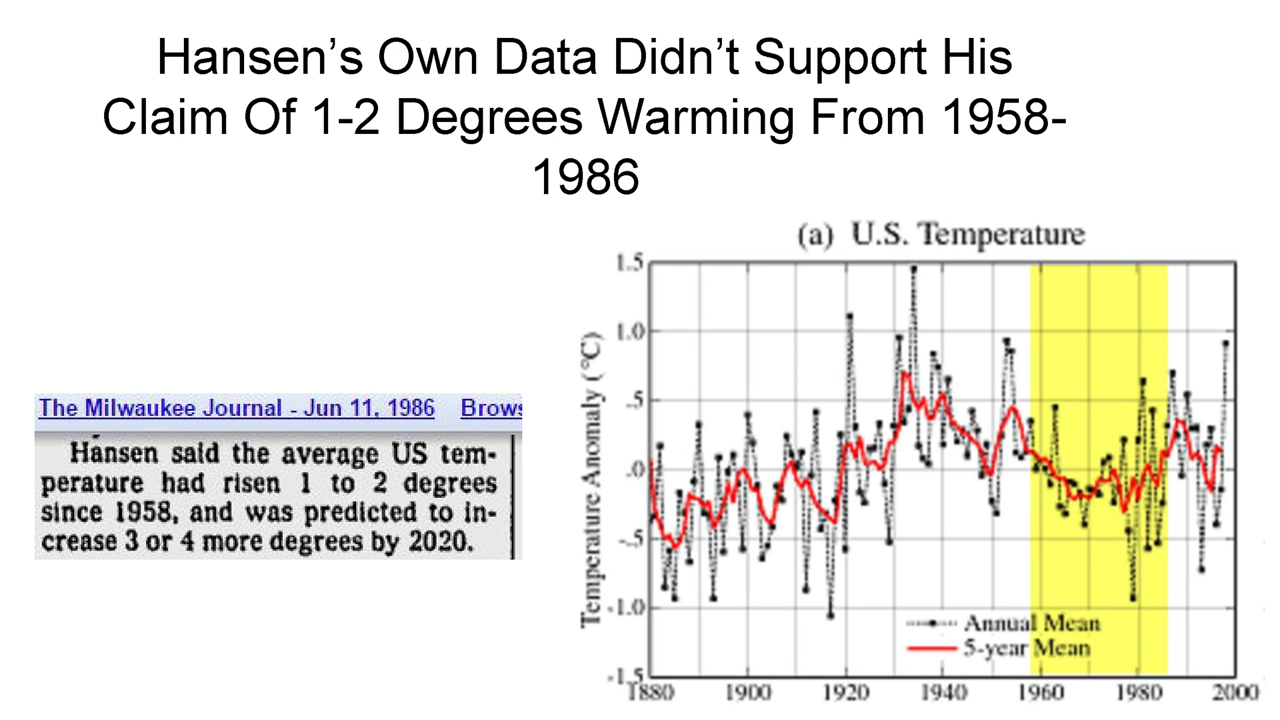 Hansen's Own Data Didn't Support His
Claim Of 1-2 Degrees Warming From 1958-
1986
(a) U.S. Temperature
1.5
1.0
.5
.0
-.5
-1.0
-1.5
Temperature Anomaly (°C)
Annual Mean
5-year Mean
1880 1900 1920 1940 1960 1980 2000
The Milwaukee Journal - Jun 11, 1986 Brows
Hansen said the average US tem-
perature had risen 1 to 2 degrees
since 1958, and was predicted to in-
crease 3 or 4 more degrees by 2020.